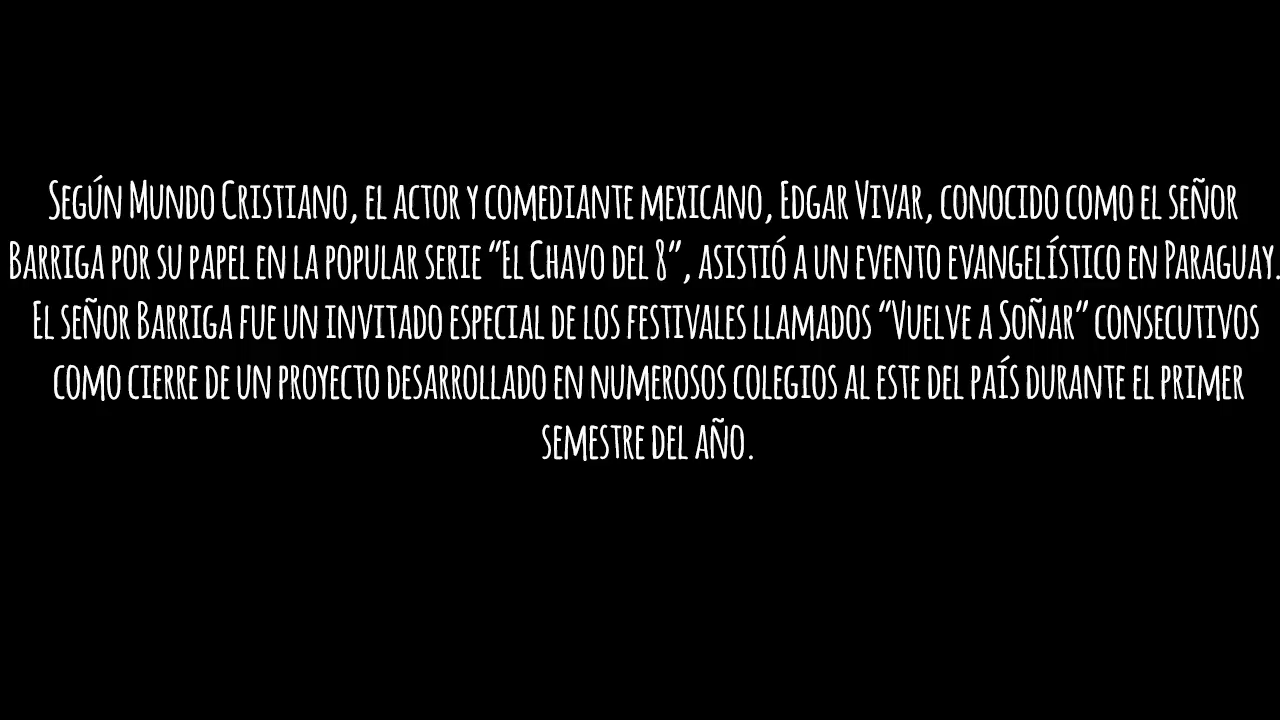 Según Mundo Cristiano, el actor y comediante mexicano, Edgar Vivar, conocido como el señor
Barriga por su papel en la popular serie “El Chavo del 8”, asistió a un evento evangelístico en Paraguay.
El señor Barriga fue un invitado especial de los festivales llamados “Vuelve a Soñar” consecutivos
como cierre de un proyecto desarrollado en numerosos colegios al este del país durante el primer
semestre del año.